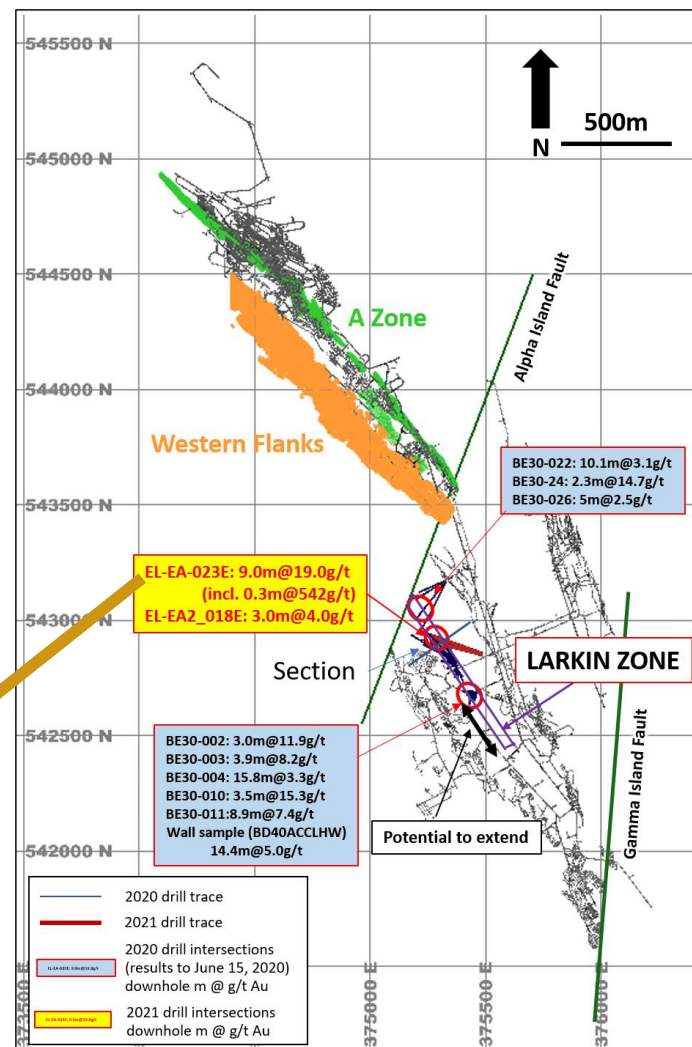 545500 N
545000 N
500m
N
544500 N
Alpha Island Fault
A Zone
544000 N
Western Flanks
BE30-022: 10.1m@3.1g/t
BE30-24: 2.3m@14.7g/t
BE30-026: 5m@2.5g/t
543500 N
EL-EA-023E: 9.0m@19.0g/t
(incl. 0.3m@542g/t)
EL-EA2_018E: 3.0m@4.0g/t
543000 N
Section
LARKIN ZONE
542500 N
BE30-002: 3.0m@11.9g/t
BE30-003: 3.9m@8.2g/t
BE30-004: 15.8m@3.3g/t
BE30-010: 3.5m@15.3g/t
BE30-011:8.9m@7.4g/t
Wall sample (BD40ACCLHW)
14.4m@5.0g/t
Gamma Island Fault
Potential to extend
542000 N
2020 drill trace
2021 drill trace
2020 drill intersections
(results to June 15, 2020)
downhole m @ g/t Au
2021 drill intersections
downhole m @ g/t Au
373500 E
375000 E
375500 E
376000 E